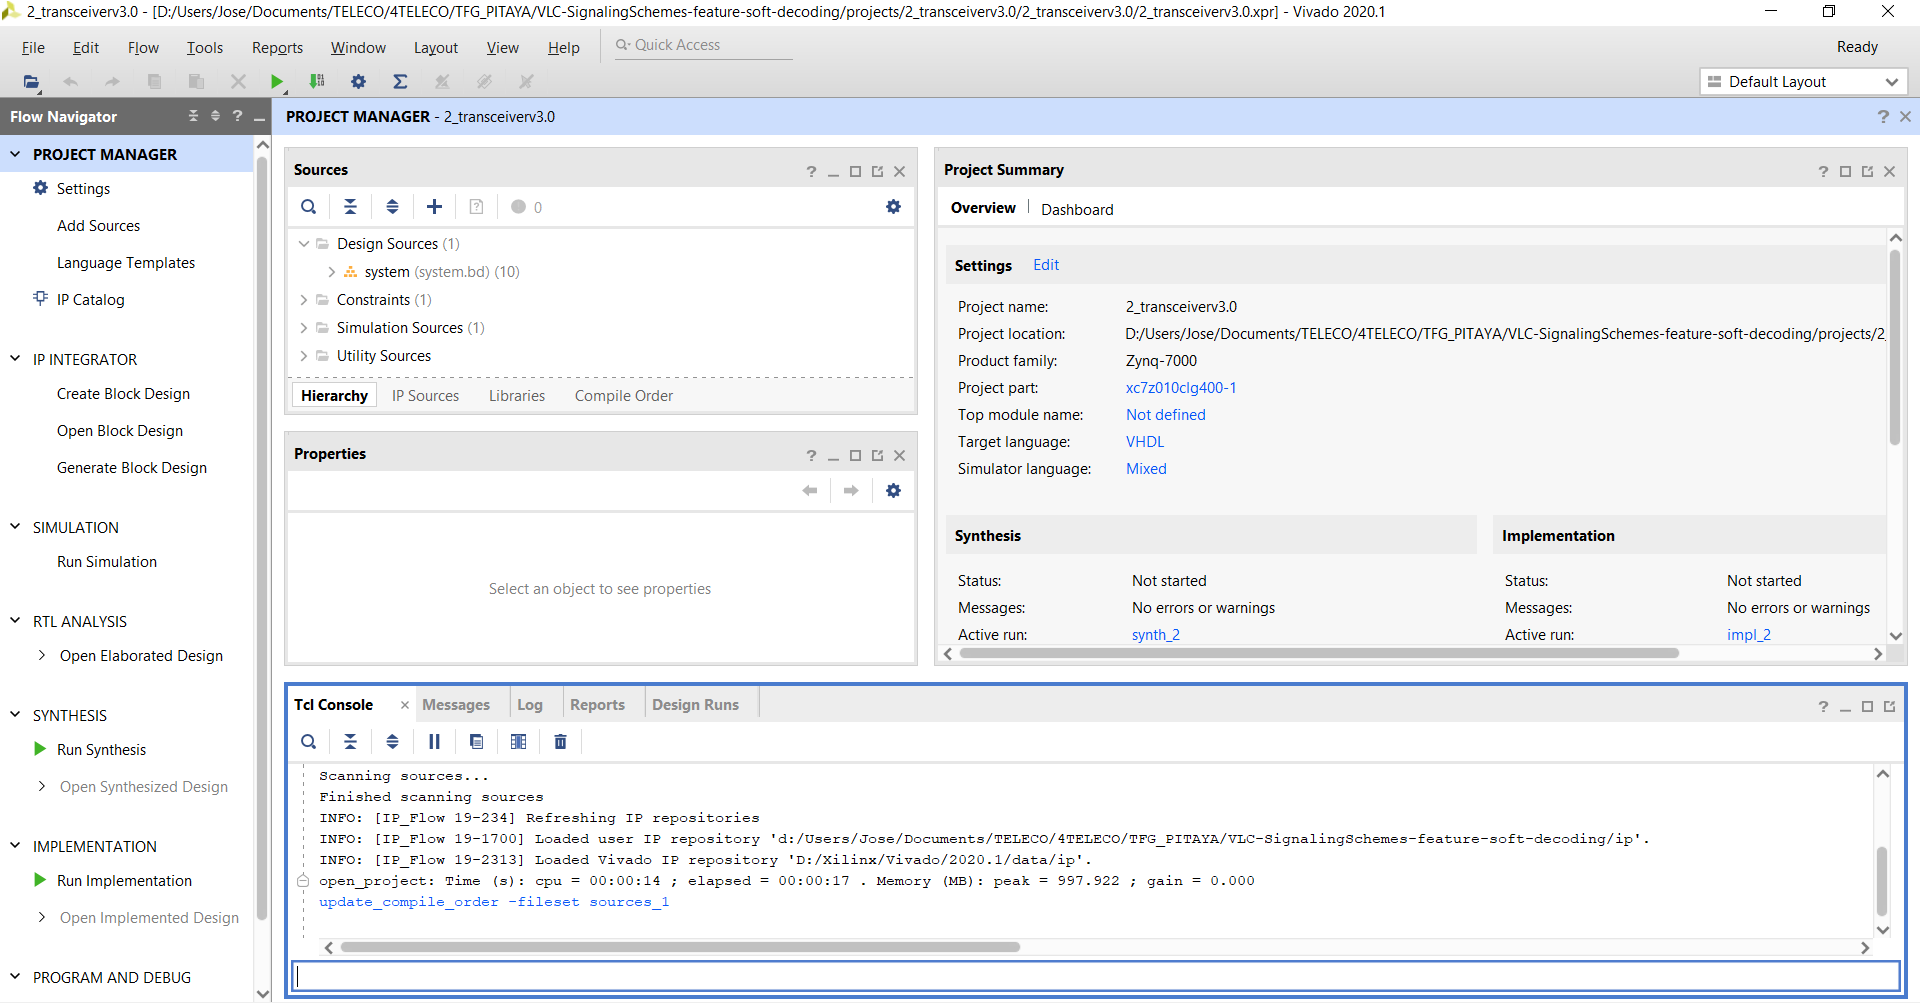 2_transceiverv3.0 - [D:/Users/Jose/Documents/TELECO/4TELECO/TFG_PITAYA/VLC-SignalingSchemes-feature-soft-decoding/projects/2_transceiverv3.0/2_transceiverv3.0/2_transceiverv3.0.xpr] - Vivado 2020.1
File Edit Flow Tools Reports Window Layout View Help Quick Access Ready
Default Layout
Flow Navigator
PROJECT MANAGER
Settings
Add Sources
Language Templates
IP Catalog
IP INTEGRATOR
Create Block Design
Open Block Design
Generate Block Design
SIMULATION
Run Simulation
RTL ANALYSIS
Open Elaborated Design
SYNTHESIS
Run Synthesis
Open Synthesized Design
IMPLEMENTATION
Run Implementation
Open Implemented Design
PROGRAM AND DEBUG
PROJECT MANAGER - 2_transceiverv3.0
Sources
0
Design Sources (1)
system (system.bd) (10)
Constraints (1)
Simulation Sources (1)
Utility Sources
Hierarchy IP Sources Libraries Compile Order
Properties
Select an object to see properties
Project Summary
Overview Dashboard
Settings Edit
Project name: 2_transceiverv3.0
Project location: D:/Users/Jose/Documents/TELECO/4TELECO/TFG_PITAYA/VLC-SignalingSchemes-feature-soft-decoding/projects/2_
Product family: Zynq-7000
Project part: xc7z010clg400-1
Top module name: Not defined
Target language: VHDL
Simulator language: Mixed
Synthesis
Status: Not started
Messages: No errors or warnings
Active run: synth_2
Implementation
Status: Not started
Messages: No errors or warnings
Active run: impl_2
Tcl Console Messages Log Reports Design Runs
Scanning sources...
Finished scanning sources
INFO: [IP_Flow 19-234] Refreshing IP repositories
INFO: [IP_Flow 19-1700] Loaded user IP repository 'd:/Users/Jose/Documents/TELECO/4TELECO/TFG_PITAYA/VLC-SignalingSchemes-feature-soft-decoding/ip'.
INFO: [IP_Flow 19-2313] Loaded Vivado IP repository 'D:/Xilinx/Vivado/2020.1/data/ip'.
open_project: Time (s): cpu = 00:00:14 ; elapsed = 00:00:17 . Memory (MB): peak = 997.922 ; gain = 0.000
update_compile_order -fileset sources_1